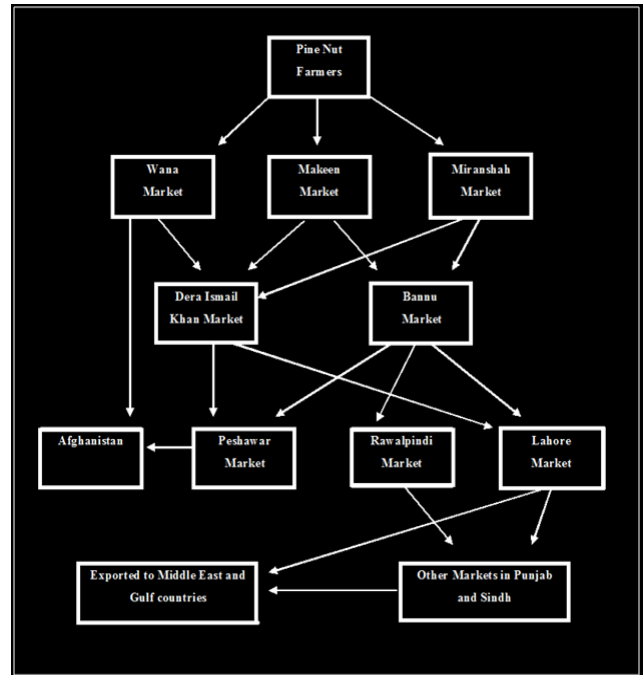 Pine Nut
Farmers
Wana
Market
Makeen
Market
Miranshah
Market
Dera Ismail
Khan Market
Bannu
Market
Afghanistan
Peshawar
Market
Rawalpindi
Market
Lahore
Market
Exported to Middle East and
Gulf countries
Other Markets in Punjab
and Sindh